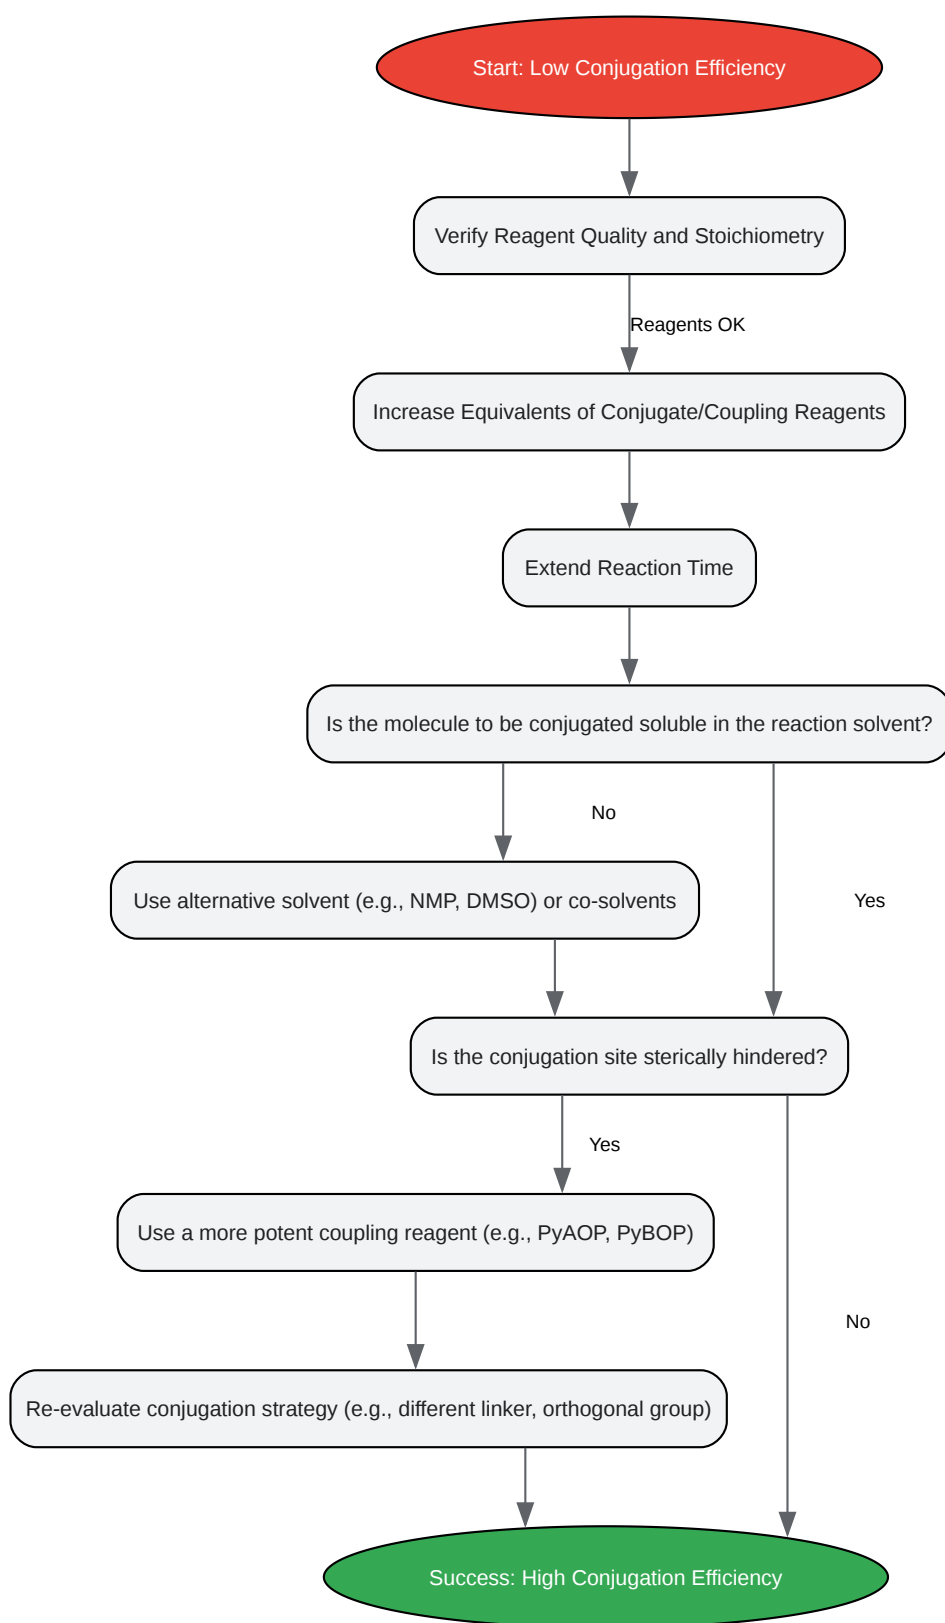 Start: Low Conjugation Efficiency
Verify Reagent Quality and Stoichiometry
Reagents OK
Increase Equivalents of Conjugate/Coupling Reagents
Extend Reaction Time
Is the molecule to be conjugated soluble in the reaction solvent?
No
Use alternative solvent (e.g., NMP, DMSO) or co-solvents
Yes
Is the conjugation site sterically hindered?
Yes
Use a more potent coupling reagent (e.g., PyAOP, PyBOP)
No
Re-evaluate conjugation strategy (e.g., different linker, orthogonal group)
Success: High Conjugation Efficiency